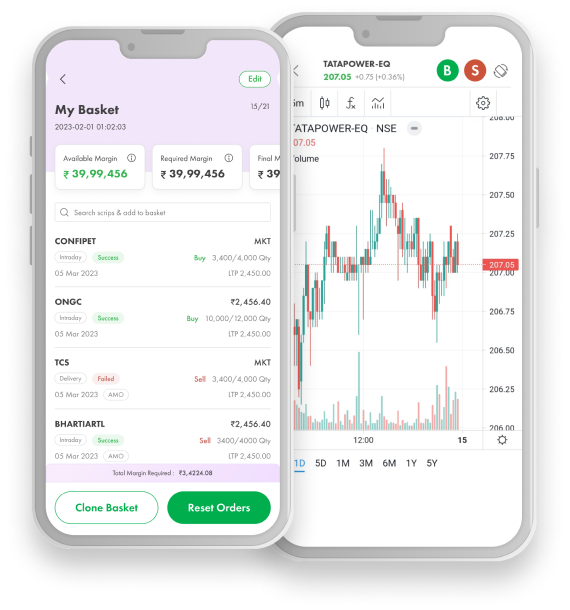 Edit
My Basket
15/21
2023-02-01 01:02:03
Available Margin
₹ 39,99,456
Required Margin
₹ 39,99,456
Final M
₹ 39
Search scrips & add to basket
CONFIPET MKT
Intraday Success Buy 3,400/4,000 Qty
05 Mar 2023 LTP 2,450.00
ONGC ₹2,456.40
Intraday Success Buy 10,000/12,000 Qty
05 Mar 2023 LTP 2,450.00
TCS MKT
Delivery Failed Sell 3,400/4,000 Qty
05 Mar 2023 AMO LTP 2,450.00
BHARTIARTL ₹2,456.40
Intraday Success Sell 3400/4000 Qty
05 Mar 2023 AMO LTP 2,450.00
Total Margin Required : ₹3,4224.08
Clone Basket Reset Orders
TATAPOWER-EQ
207.05 +0.75 (+0.36%)
B S
5m
TATAPOWER-EQ NSE
07.05
olume
208.00
207.75
207.50
207.25
207.05
207.00
206.75
206.50
206.25
206.00
12:00 15
1D 5D 1M 3M 6M 1Y 5Y